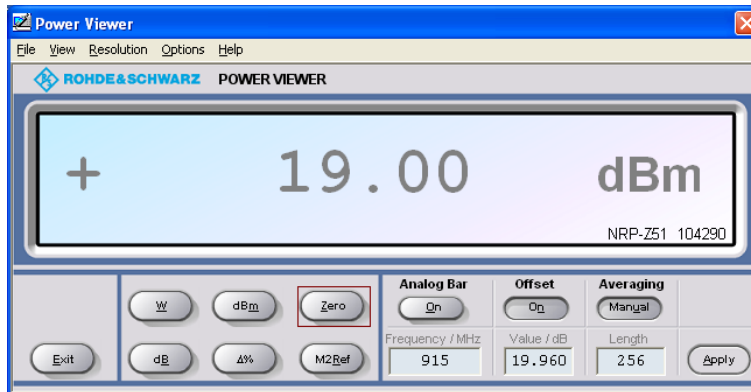 Power Viewer
File View Resolution Options Help
ROHDE&SCHWARZ POWER VIEWER
+ 19.00 dBm
NRP-Z51 104290
Analog Bar Offset Averaging
W dBm Zero On On Manual
Frequency / MHz Value / dB Length
Exit dB Δ% M2Ref 915 19.960 256 Apply